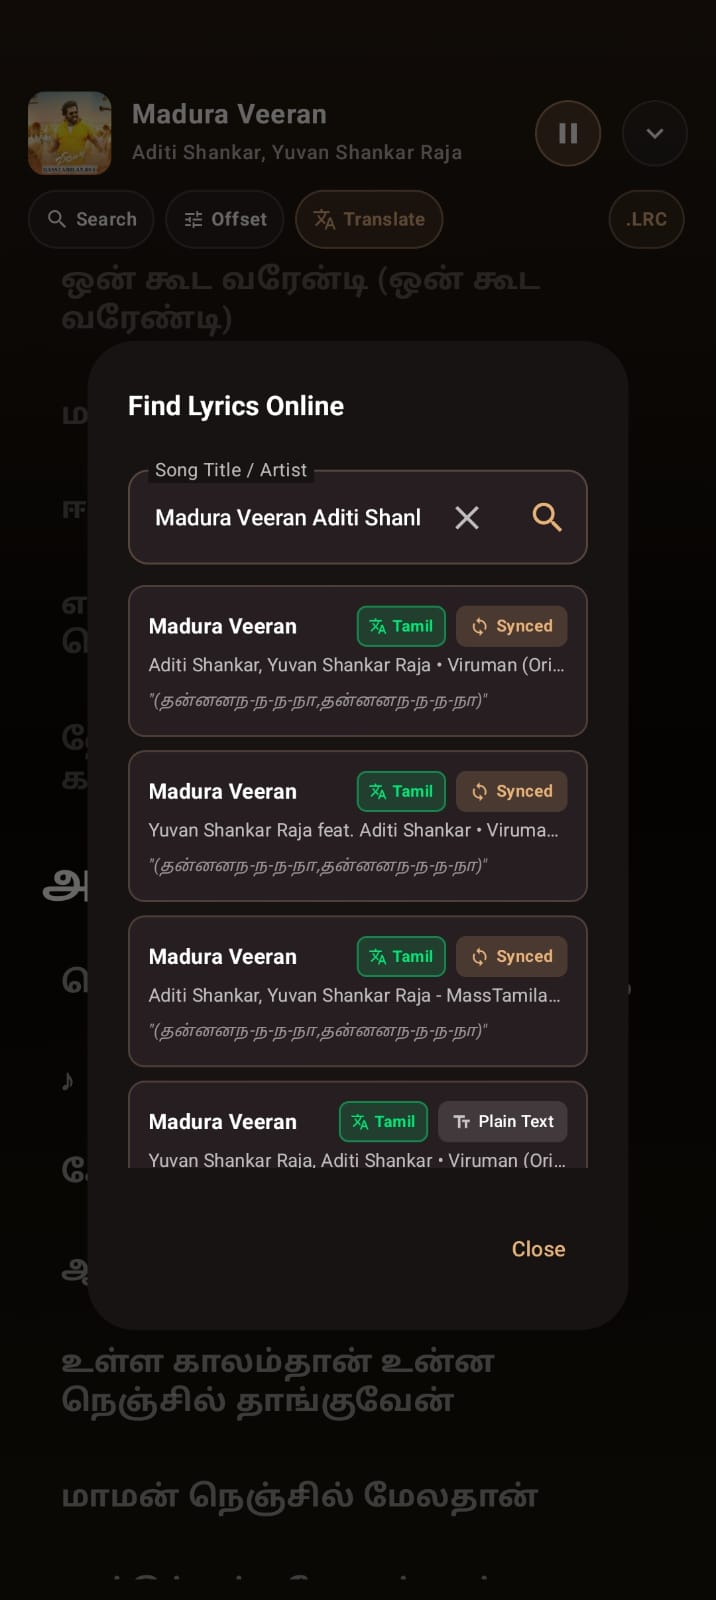 Madura Veeran
Aditi Shankar, Yuvan Shankar Raja
Search
Offset
Translate
.LRC
ஒன் கூட வரேன்டி (ஒன் கூட
வரேண்டி)
Find Lyrics Online
Song Title / Artist
Madura Veeran Aditi Shanl
Madura Veeran
Tamil
Synced
Aditi Shankar, Yuvan Shankar Raja • Viruman (Ori…
"(தன்னனந-ந-ந-நா,தன்னனந-ந-ந-நா)"
Madura Veeran
Tamil
Synced
Yuvan Shankar Raja feat. Aditi Shankar • Viruma…
"(தன்னனந-ந-ந-நா,தன்னனந-ந-ந-நா)"
Madura Veeran
Tamil
Synced
Aditi Shankar, Yuvan Shankar Raja - MassTamila…
"(தன்னனந-ந-ந-நா,தன்னனந-ந-ந-நா)"
Madura Veeran
Tamil
Plain Text
Yuvan Shankar Raja, Aditi Shankar • Viruman (Ori…
Close
உள்ள காலம்தான் உன்ன
நெஞ்சில் தாங்குவேன்
மாமன் நெஞ்சில் மேலதான்